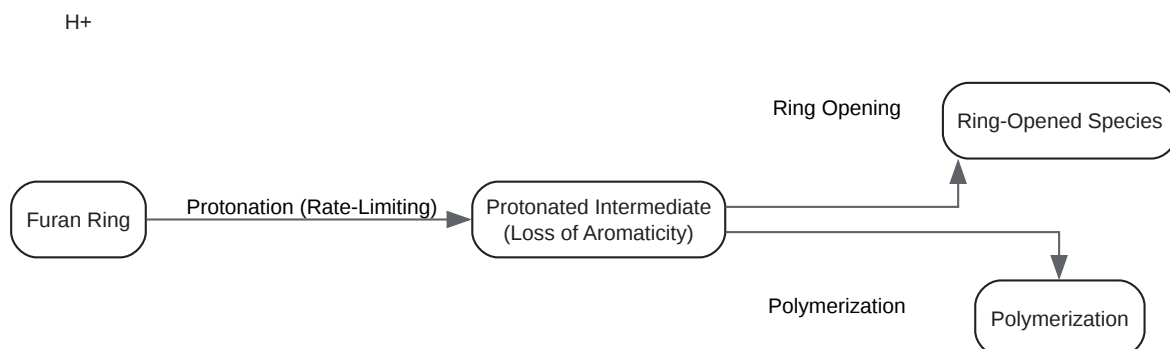 H+
Ring Opening
Ring-Opened Species
Furan Ring
Protonation (Rate-Limiting)
Protonated Intermediate
(Loss of Aromaticity)
Polymerization
Polymerization